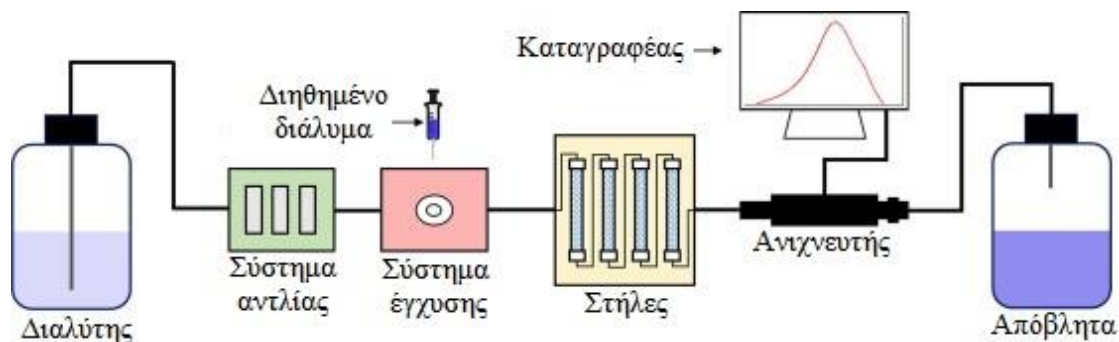 Καταγραφέας
Διηθημένο
διάλυμα
Σύστημα
αντλίας
Σύστημα
έγχυσης
Στήλες
Ανιχνευτής
Διαλύτης
Απόβλητα